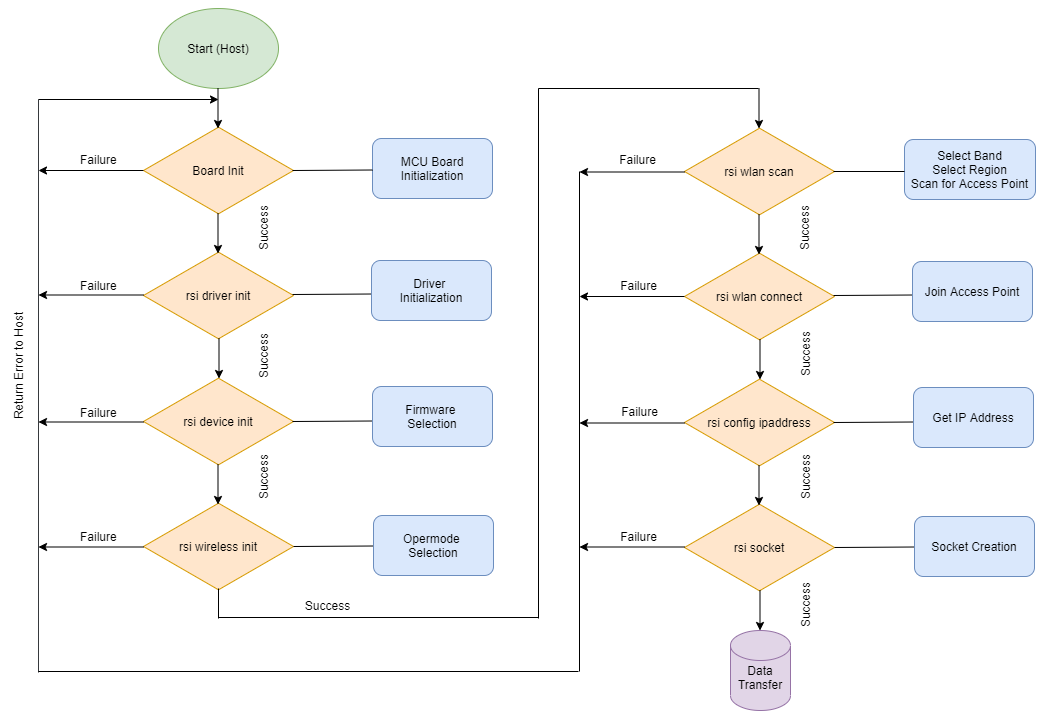 Start (Host)
Failure
Board Init
MCU Board
Initialization
Success
Failure
rsi driver init
Driver
Initialization
Return Error to Host
Success
Failure
rsi device init
Firmware
Selection
Success
Failure
rsi wireless init
Opermode
Selection
Success
Failure
rsi wlan scan
Select Band
Select Region
Scan for Access Point
Success
Failure
rsi wlan connect
Join Access Point
Success
Failure
rsi config ipaddress
Get IP Address
Success
Failure
rsi socket
Socket Creation
Success
Data
Transfer